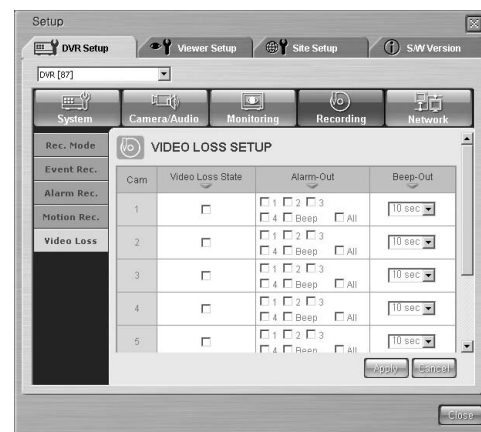 Setup
DVR Setup Viewer Setup Site Setup S/W Version
DVR [87]
System Camera/Audio Monitoring Recording Network
Rec. Mode
Event Rec.
Alarm Rec.
Motion Rec.
Video Loss
VIDEO LOSS SETUP
Cam Video Loss State Alarm-Out Beep-Out
1 1 2 3 10 sec
4 Beep All
2 1 2 3 10 sec
4 Beep All
3 1 2 3 10 sec
4 Beep All
4 1 2 3 10 sec
4 Beep All
5 1 2 3 10 sec
4 Beep All
Apply Cancel
Close